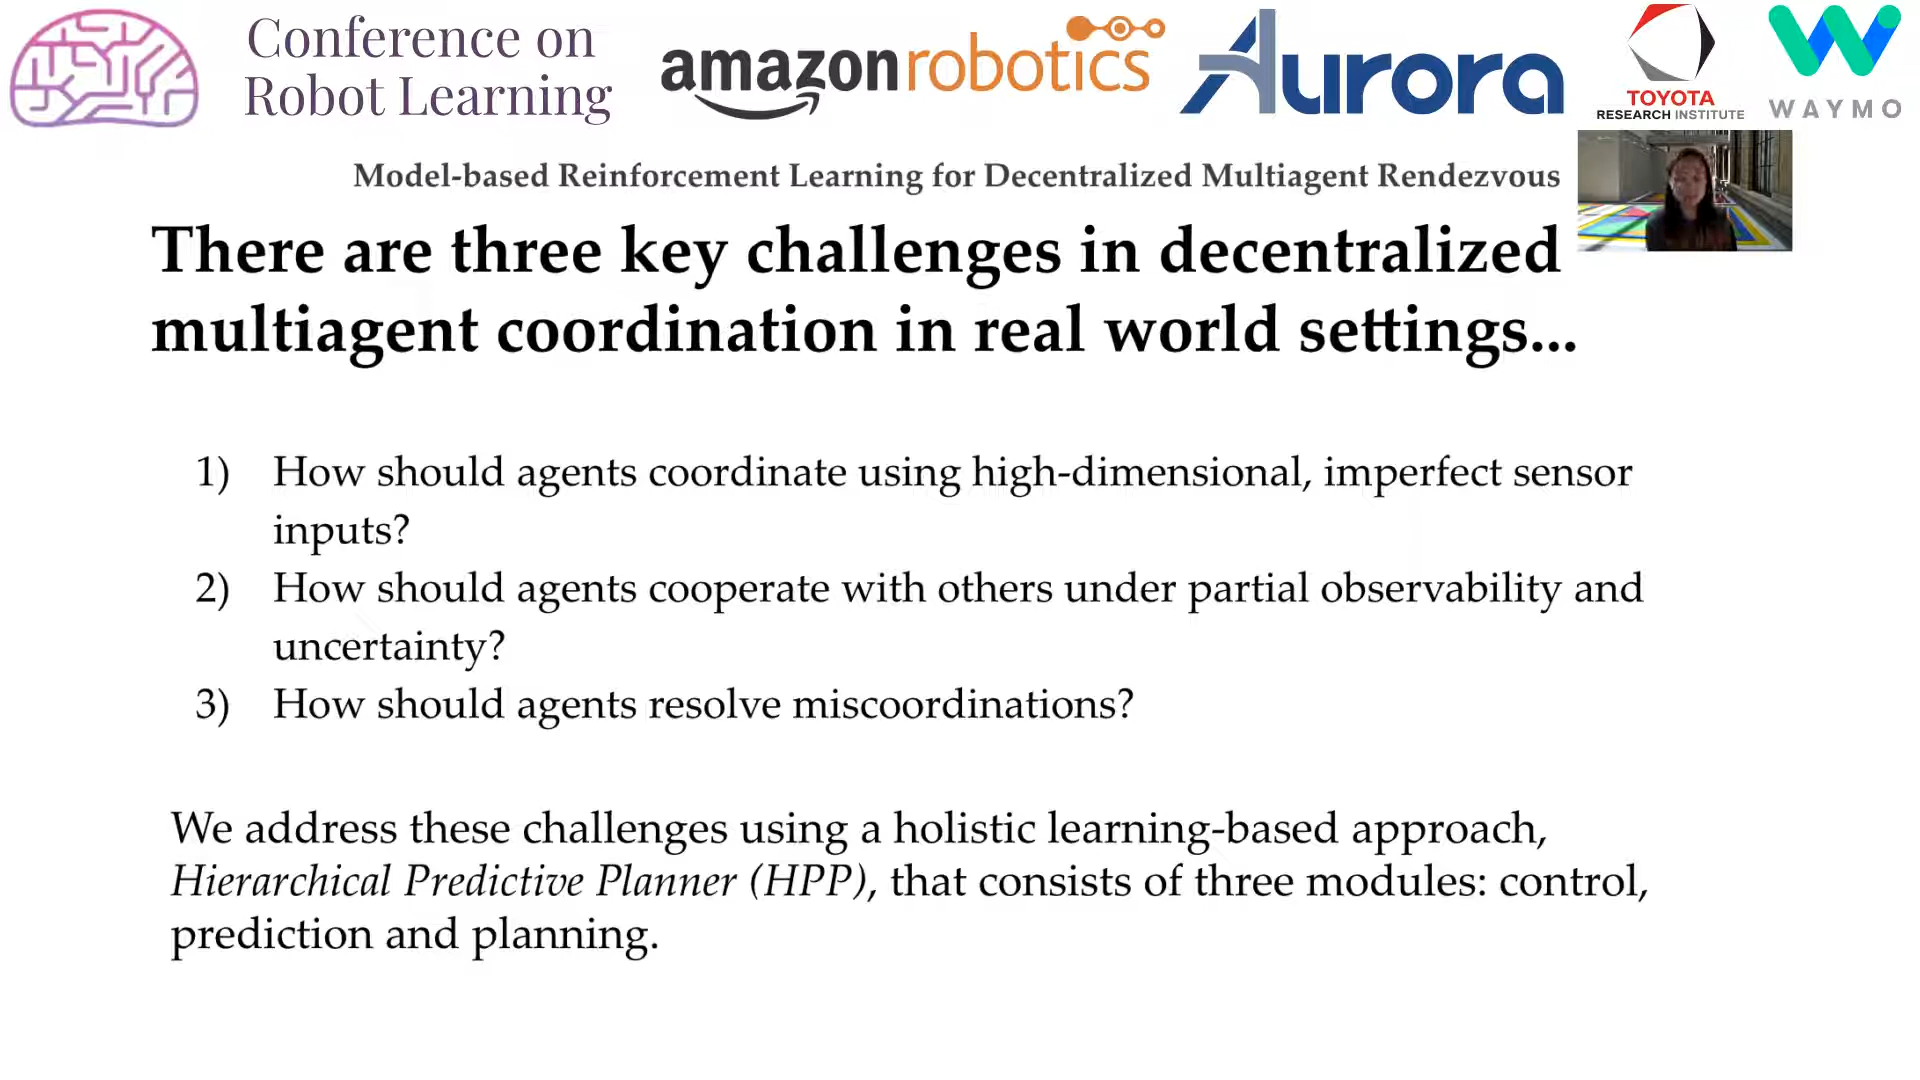 Conference on
Robot Learning
amazon robotics
Aurora
TOYOTA
RESEARCH INSTITUTE
WAYMO
Model-based Reinforcement Learning for Decentralized Multiagent Rendezvous
There are three key challenges in decentralized
multiagent coordination in real world settings...
1) How should agents coordinate using high-dimensional, imperfect sensor
inputs?
2) How should agents cooperate with others under partial observability and
uncertainty?
3) How should agents resolve miscoordinations?
We address these challenges using a holistic learning-based approach,
Hierarchical Predictive Planner (HPP), that consists of three modules: control,
prediction and planning.